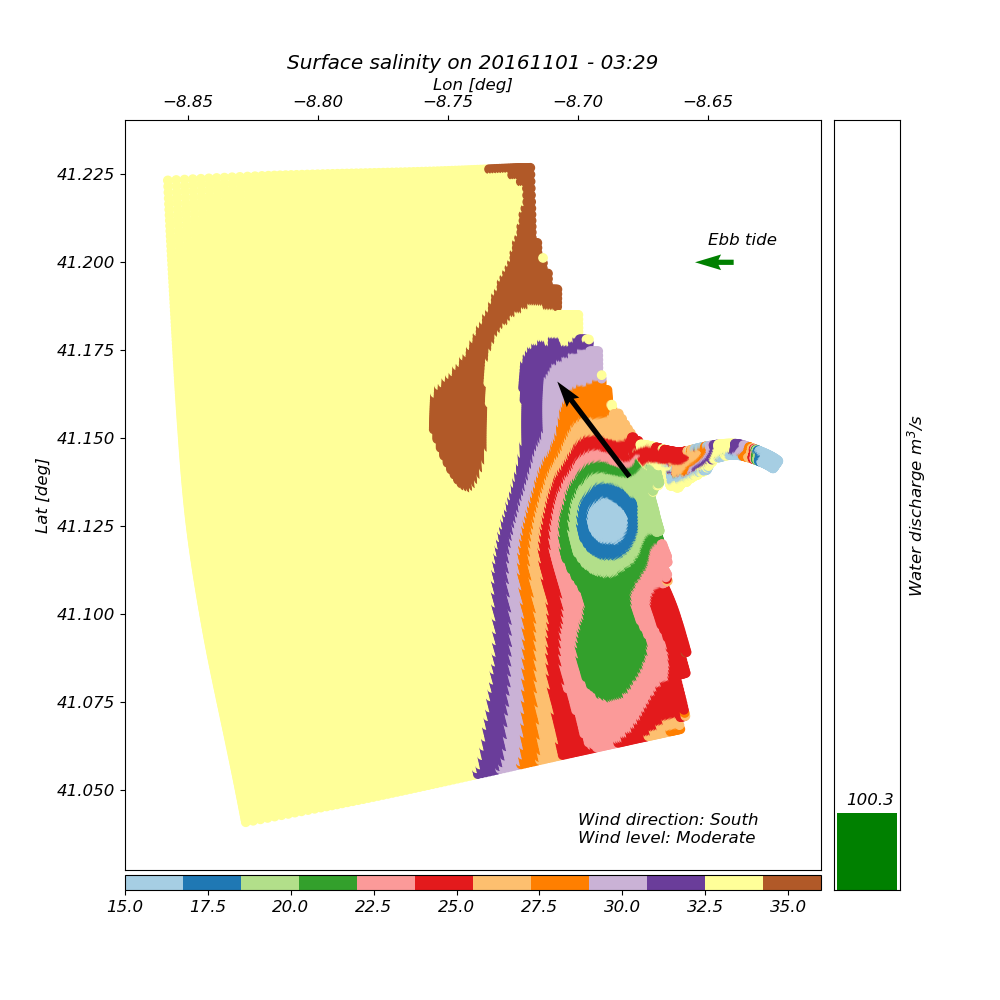 Surface salinity on 20161101 - 03:29
Lon [deg]
−8.85 −8.80 −8.75 −8.70 −8.65
41.225
41.200
41.175
41.150
41.125
41.100
41.075
41.050
Lat [deg]
Ebb tide
Wind direction: South
Wind level: Moderate
100.3
Water discharge m³/s
15.0 17.5 20.0 22.5 25.0 27.5 30.0 32.5 35.0